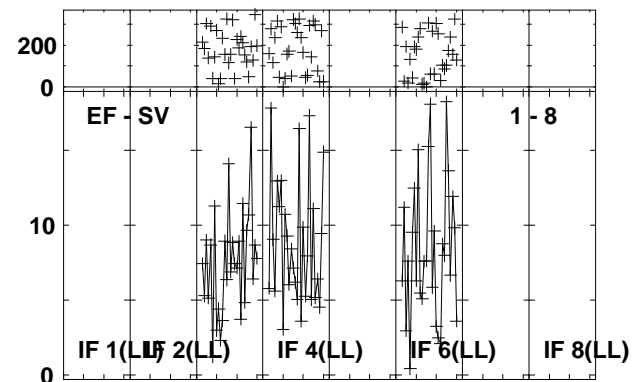 200
0
EF - SV 1 - 8
10
IF 1(LL) IF 2(LL) IF 4(LL) IF 6(LL) IF 8(LL)
0